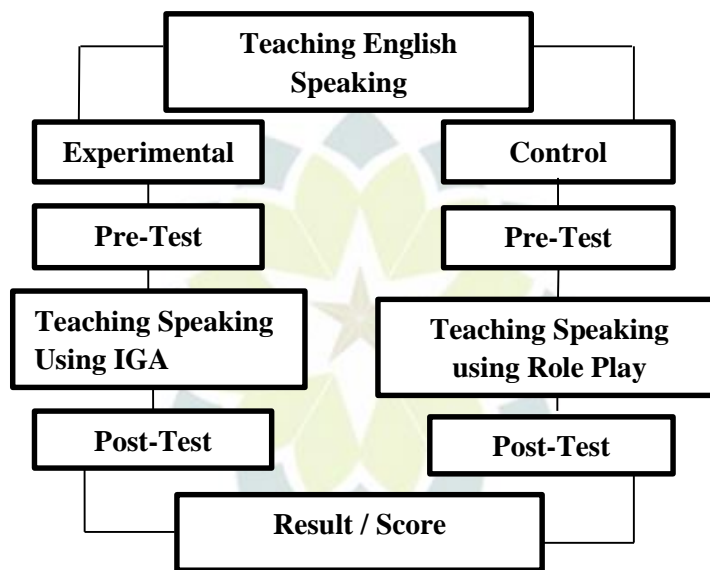 Teaching English
Speaking
Experimental
Control
Pre-Test
Pre-Test
Teaching Speaking
Using IGA
Teaching Speaking
using Role Play
Post-Test
Post-Test
Result / Score